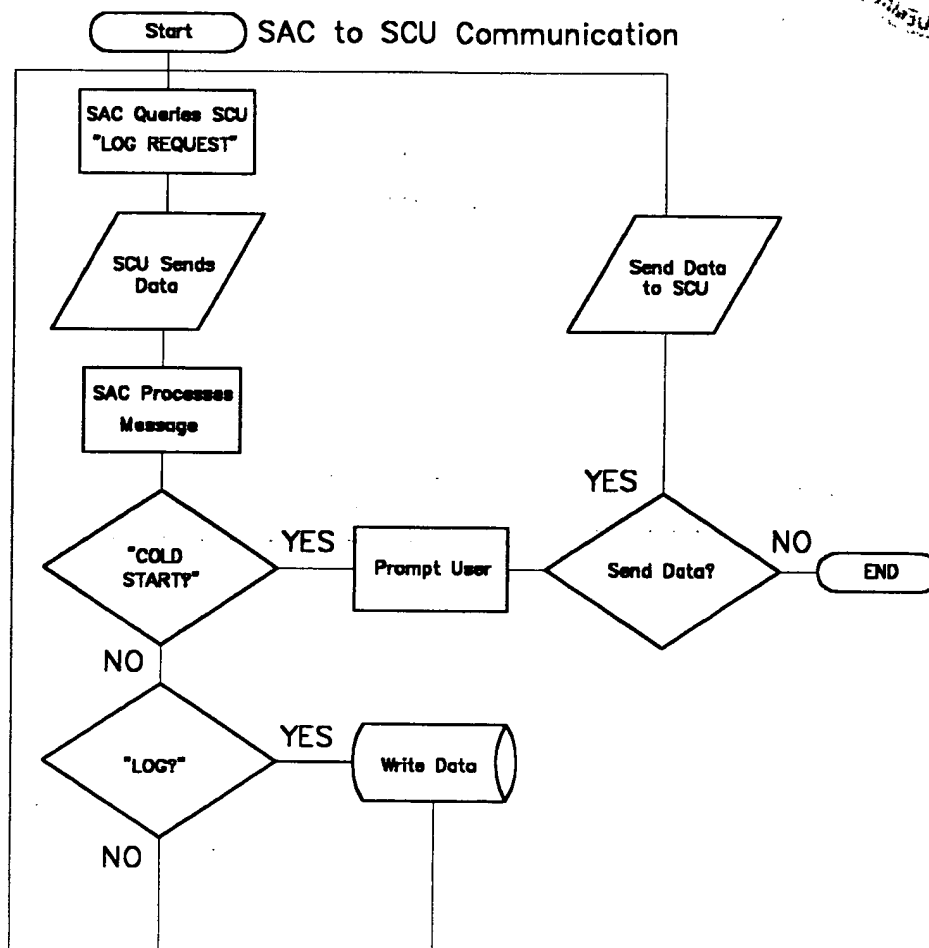 Start
SAC to SCU Communication
SAC Queries SCU
"LOG REQUEST"
SCU Sends
Data
Send Data
to SCU
SAC Processes
Message
YES
"COLD
START?"
YES
Prompt User
Send Data?
NO
END
NO
"LOG?"
YES
Write Data
NO